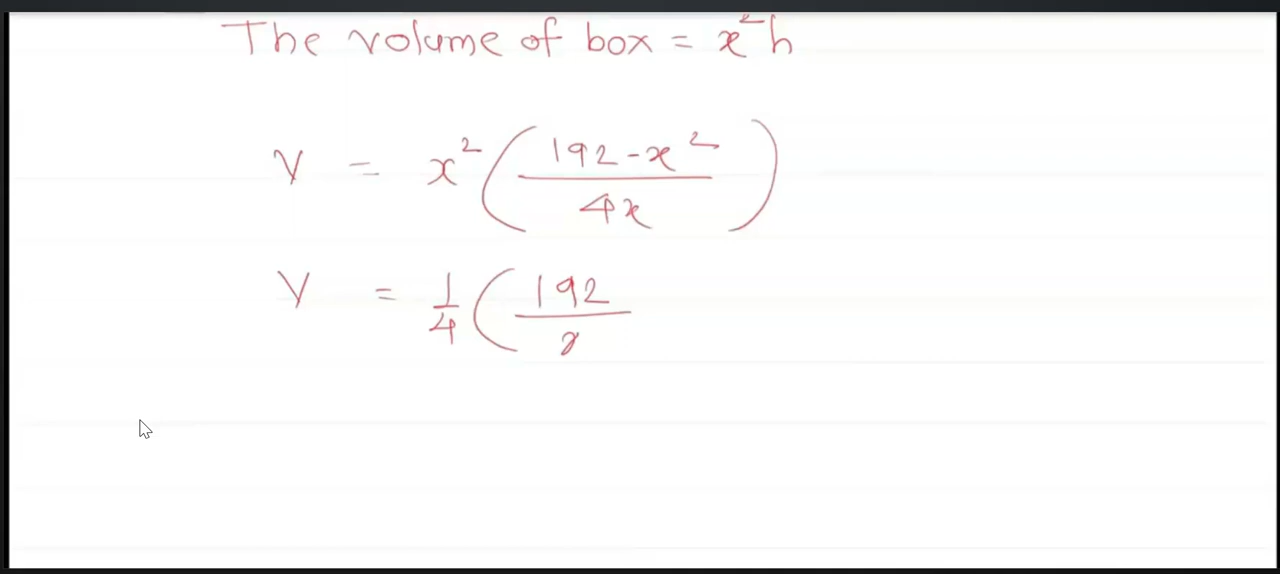 The volume of box = x²h
V = x² ( (192 - x²) / 4x )
V = 1/4 ( 192 / x